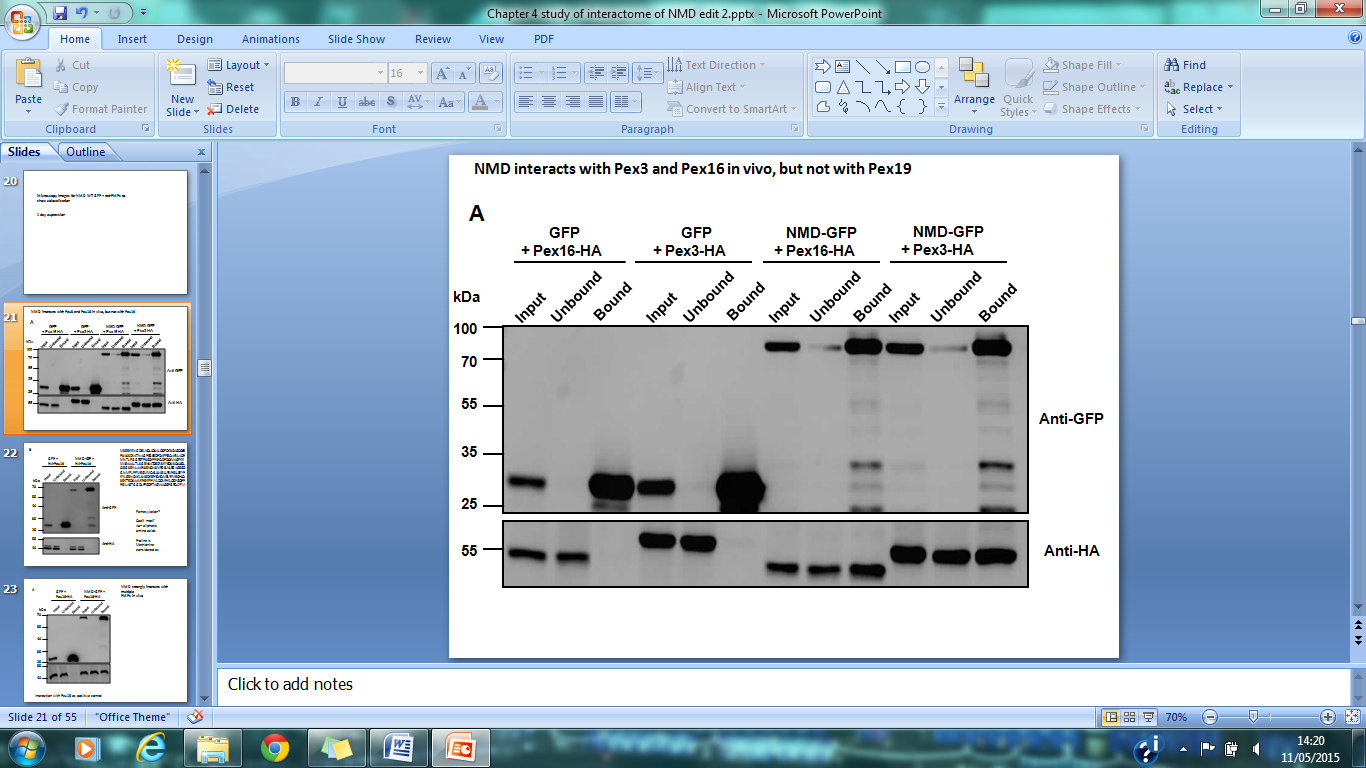 Chapter 4 study of interactome of NMD edit 2.pptx - Microsoft PowerPoint
Home Insert Design Animations Slide Show Review View PDF
Paste
Cut
Copy
Format Painter
Clipboard
New Slide
Layout
Reset
Delete
Slides
16
B I U abc S AV Aa A
Font
Paragraph
Text Direction
Align Text
Convert to SmartArt
Arrange
Quick Styles
Shape Fill
Shape Outline
Shape Effects
Drawing
Find
Replace
Select
Editing
Slides Outline x
20
21
22
23
NMD interacts with Pex3 and Pex16 in vivo, but not with Pex19
A
GFP GFP NMD-GFP NMD-GFP
+ Pex16-HA + Pex3-HA + Pex16-HA + Pex3-HA
kDa Input Unbound Bound Input Unbound Bound Input Unbound Bound Input Unbound Bound
100
70
55
Anti-GFP
35
25
55 Anti-HA
Click to add notes
Slide 21 of 55 "Office Theme" 70%
14:20
11/05/2015